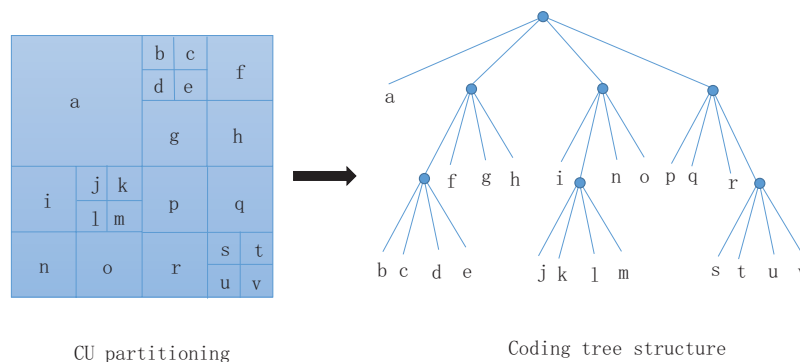 b c
f
d e
a
g
h
i
j k
l m
p
q
n
o
r
s t
u v
a
f g h
i n o
p q r
b c d e
j k l m
s t u
CU partitioning
Coding tree structure